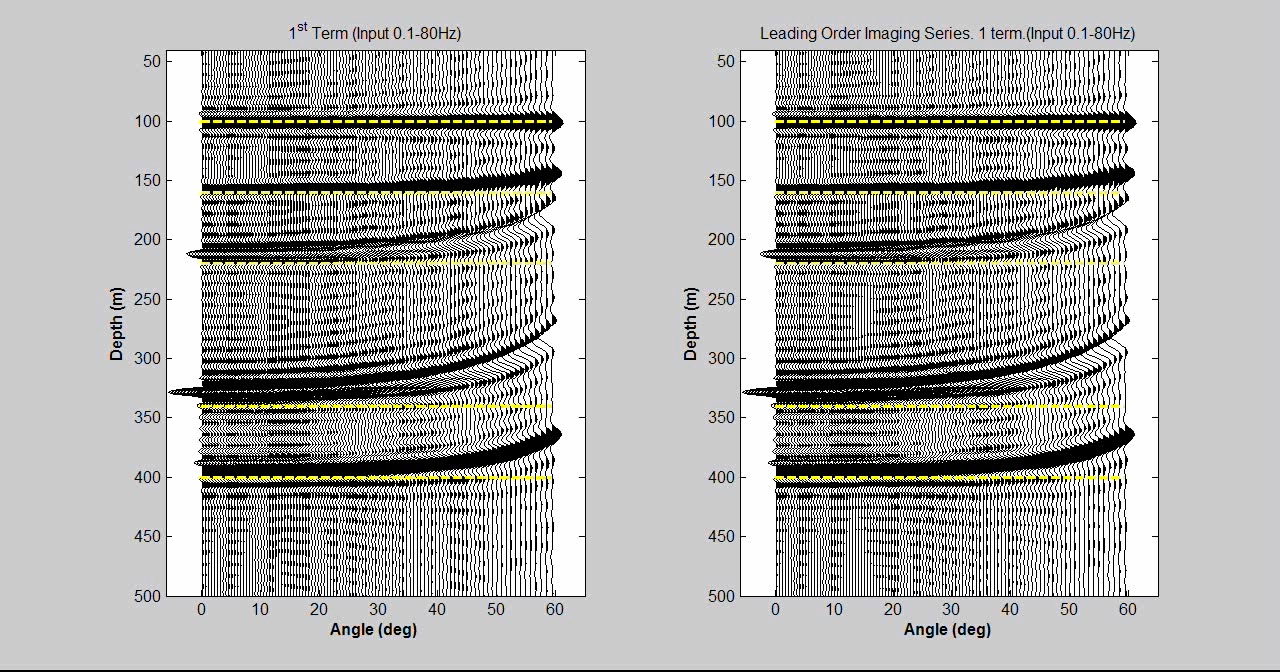 1st Term (Input 0.1-80Hz)
50
100
150
200
250
300
350
400
450
500
Depth (m)
0 10 20 30 40 50 60
Angle (deg)
Leading Order Imaging Series. 1 term.(Input 0.1-80Hz)
50
100
150
200
250
300
350
400
450
500
Depth (m)
0 10 20 30 40 50 60
Angle (deg)